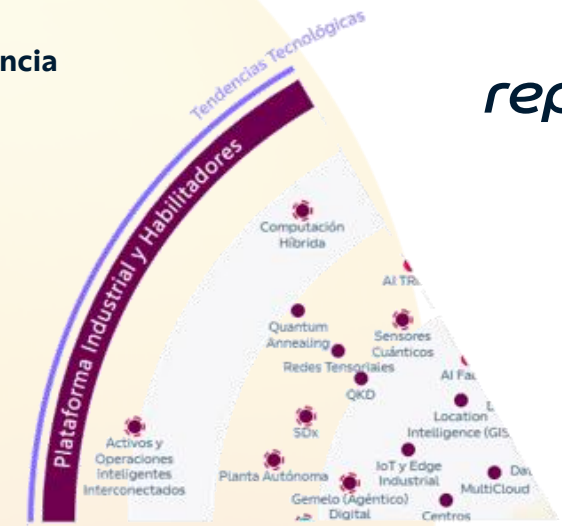 ncia
rep
Tendencias Tecnológicas
Plataforma Industrial y Habilitadores
Computación
Híbrida
AI TR
Quantum
Annealing
Sensores
Cuánticos
Redes Tensoriales
AI Fa
QKD
Location
Intelligence (GIS
SDx
Activos y
Operaciones
Inteligentes
Interconectados
Planta Autónoma
IoT y Edge
Industrial
Da
MultiCloud
Gemelo (Agéntico)
Digital
Centros